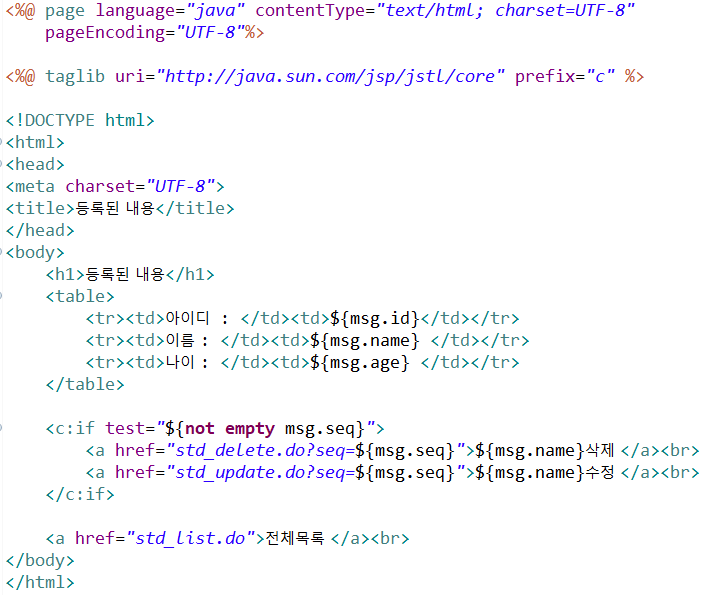 <%@ page language="java" contentType="text/html; charset=UTF-8"
    pageEncoding="UTF-8"%>
<%@ taglib uri="http://java.sun.com/jsp/jstl/core" prefix="c" %>
<!DOCTYPE html>
<html>
<head>
<meta charset="UTF-8">
<title>등록된 내용</title>
</head>
<body>
    <h1>등록된 내용</h1>
    <table>
        <tr><td>아이디 : </td><td>${msg.id}</td></tr>
        <tr><td>이름 : </td><td>${msg.name} </td></tr>
        <tr><td>나이 : </td><td>${msg.age} </td></tr>
    </table>
    <c:if test="${not empty msg.seq}">
        <a href="std_delete.do?seq=${msg.seq}">${msg.name}삭제 </a><br>
        <a href="std_update.do?seq=${msg.seq}">${msg.name}수정 </a><br>
    </c:if>
    <a href="std_list.do">전체목록 </a><br>
</body>
</html>